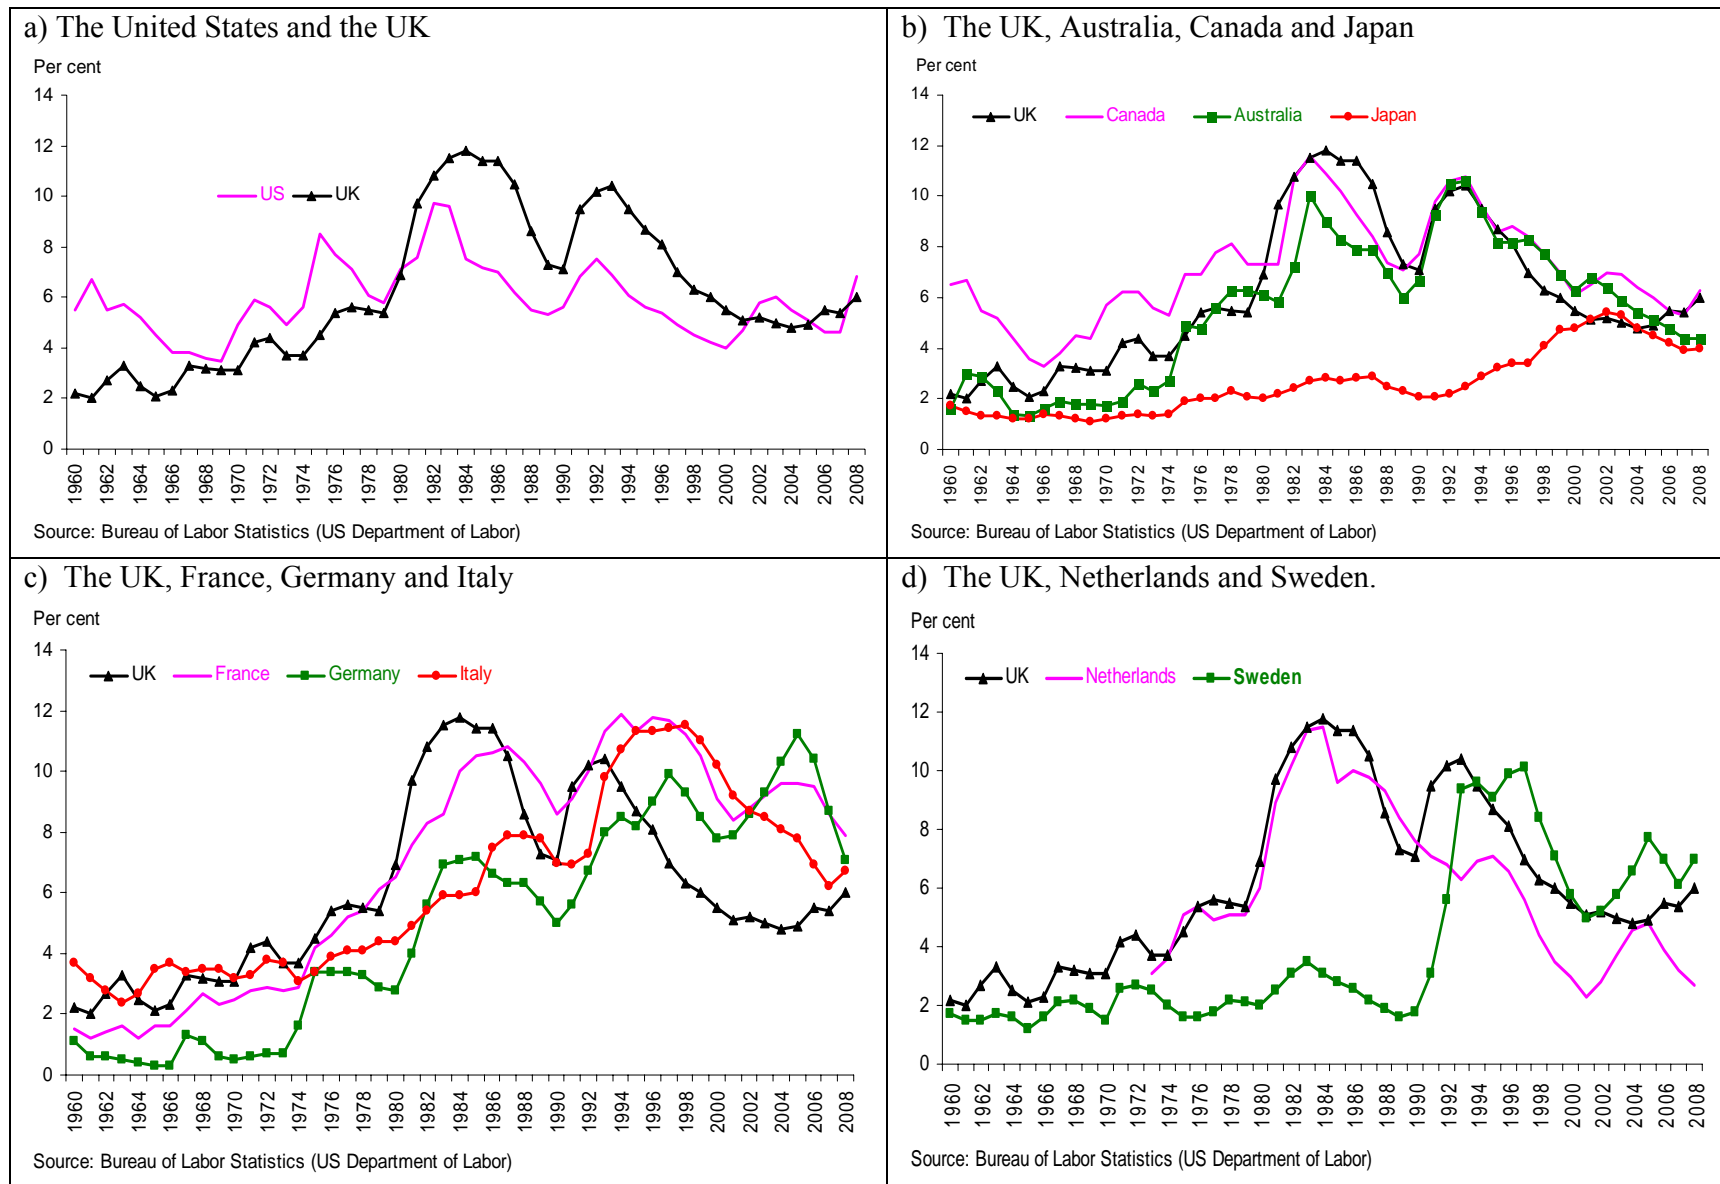 a) The United States and the UK
Per cent
14
12
10
8
6
4
2
0
US UK
1960 1962 1964 1966 1968 1970 1972 1974 1976 1978 1980 1982 1984 1986 1988 1990 1992 1994 1996 1998 2000 2002 2004 2006 2008
Source: Bureau of Labor Statistics (US Department of Labor)
b) The UK, Australia, Canada and Japan
Per cent
14
12
10
8
6
4
2
0
UK Canada Australia Japan
1960 1962 1964 1966 1968 1970 1972 1974 1976 1978 1980 1982 1984 1986 1988 1990 1992 1994 1996 1998 2000 2002 2004 2006 2008
Source: Bureau of Labor Statistics (US Department of Labor)
c) The UK, France, Germany and Italy
Per cent
14
12
10
8
6
4
2
0
UK France Germany Italy
1960 1962 1964 1966 1968 1970 1972 1974 1976 1978 1980 1982 1984 1986 1988 1990 1992 1994 1996 1998 2000 2002 2004 2006 2008
Source: Bureau of Labor Statistics (US Department of Labor)
d) The UK, Netherlands and Sweden.
Per cent
14
12
10
8
6
4
2
0
UK Netherlands Sweden
1960 1962 1964 1966 1968 1970 1972 1974 1976 1978 1980 1982 1984 1986 1988 1990 1992 1994 1996 1998 2000 2002 2004 2006 2008
Source: Bureau of Labor Statistics (US Department of Labor)